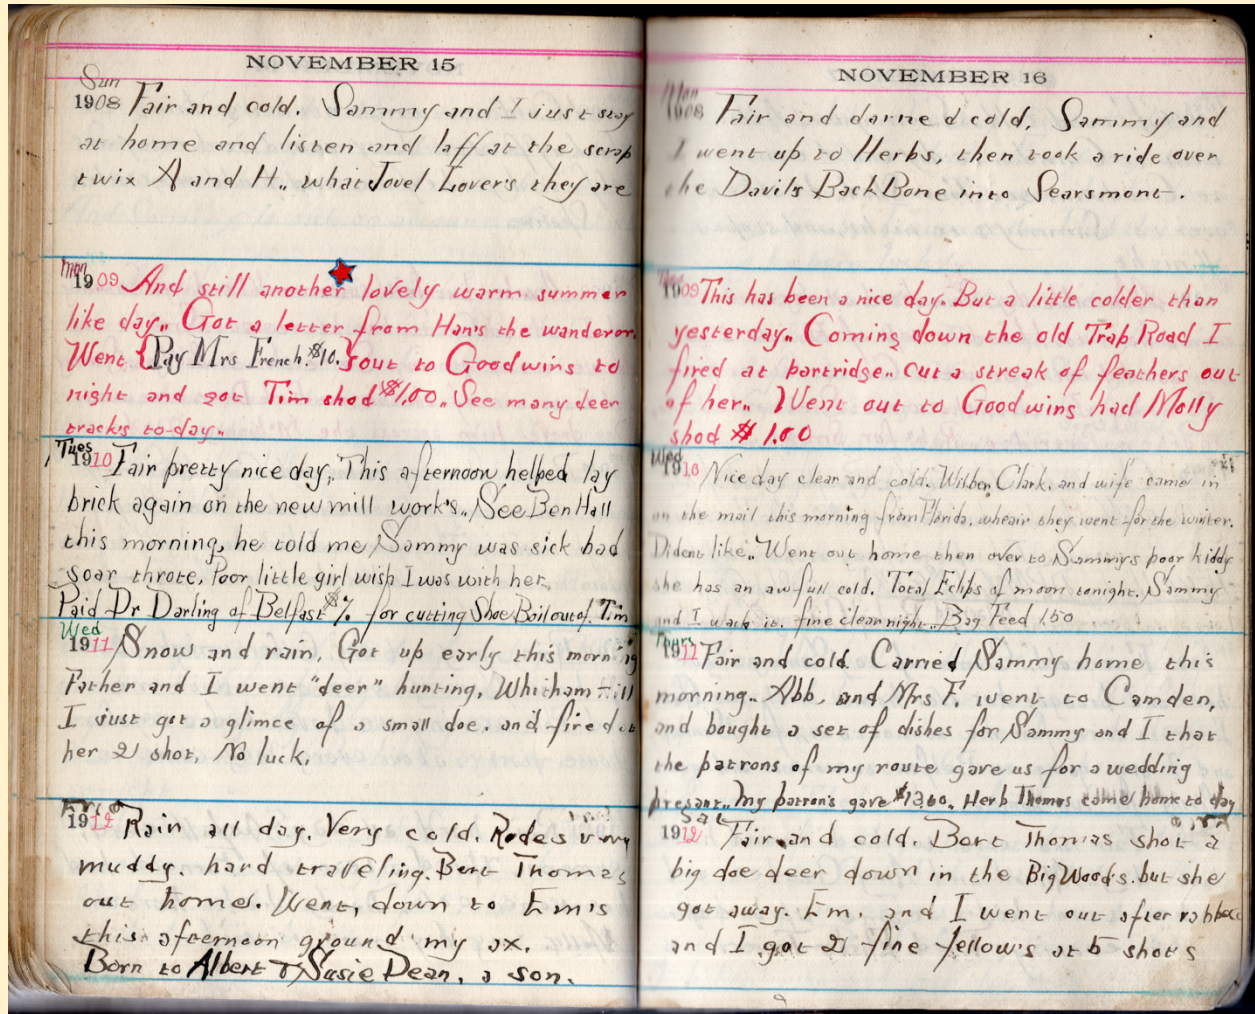 NOVEMBER 15
Sun
1908 Fair and cold. Sammy and I just stay
at home and listen and laff at the scrap
twix A and H.. what Jovel Lover's they are
Mon
1909 And still another lovely warm summer
like day.. Got a letter from Han's the wanderor.
Went {Pay Mrs French. $10.} out to Goodwins to
night and got Tim shod $1.00.. See many deer
track's to-day..
Tues
1910 Fair pretty nice day,. This afternoon helped lay
brick again on the new mill work's.. See Ben Hall
this morning, he told me Sammy was sick bad
soar throte. Poor little girl wish I was with her.
Paid Dr Darling of Belfast $7. for cutting Shoe Boil out of. Tim
Wed
1911 Snow and rain. Got up early this morning
Father and I went "deer" hunting. Whitham Hill
I just got a glimce of a small doe. and fired at
her 2 shot. No luck.
Fri
1912 Rain all day. Very cold. Rodes very
muddy. hard traveling. Bert Thomas
out home. Went, down to Em's
this afternoon ground my ax.
Born to Albert & Susie Dean, a son.
NOVEMBER 16
Mon
1908 Fair and darned cold. Sammy and
I went up to Herbs, then took a ride over
the Davil's Back Bone into Searsmont.
1909 This has been a nice day. But a little colder than
yesterday.. Coming down the old Trap Road I
fired at partridge.. cut a streak of feathers out
of her.. Went out to Goodwins had Molly
shod $1.00
Wed
1910 Nice day clear and cold. Wilber Clark. and wife came in
on the mail this morning from Florida. wheair they went for the winter.
Dident like.. Went out home then over to Sammy's poor kiddy
she has an awfull cold. Total Eclips of moon tonight. Sammy
and I wach it. fine clear night.. Bag Feed 1.50
Thurs
1911 Fair and cold. Carried Sammy home this
morning.. Abb. and Mrs F. went to Camden.
and bought a set of dishes for Sammy and I that
the patrons of my route gave us for a wedding
presant.. My patron's gave $13.60. Herb Thomas came home to day
Sat
1912 Fair and cold. Bert Thomas shot a
big doe deer down in the Big Wood's. but she
got away. Em. and I went out after
and I got 2 fine fellow's at 5 shots